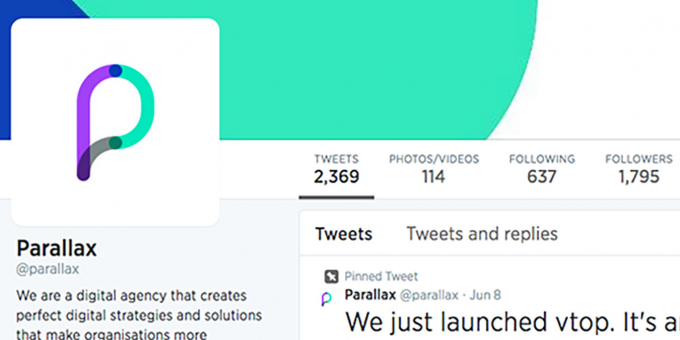 TWEETS PHOTOS/VIDEOS FOLLOWING FOLLOWERS
2,369 114 637 1,795
Parallax
@parallax
We are a digital agency that creates
perfect digital strategies and solutions
that make organisations more
Tweets Tweets and replies
Pinned Tweet
Parallax @parallax · Jun 8
We just launched vtop. It's